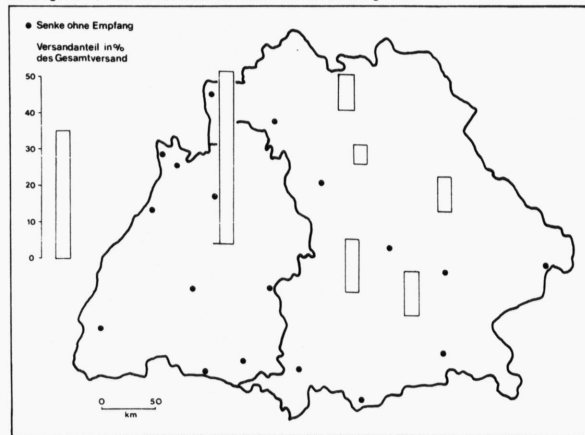 ● Senke ohne Empfang
Versandanteil in %
des Gesamtversand
50
40
30
20
10
0
0 50
km